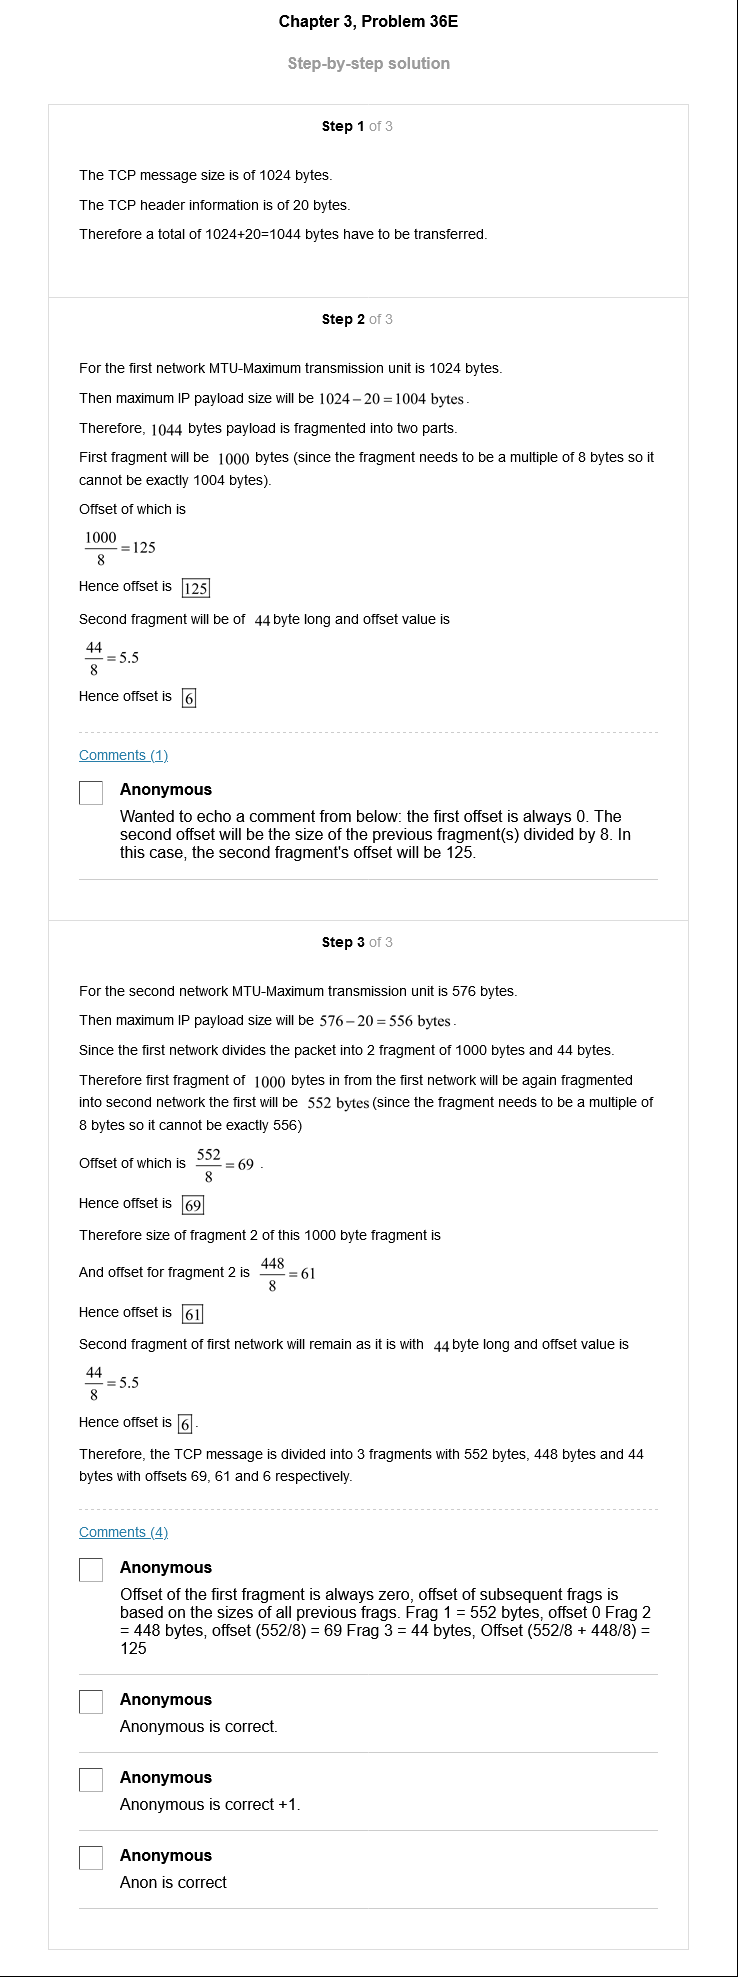 Chapter 3, Problem 36E
Step-by-step solution
Step 1 of 3
The TCP message size is of 1024 bytes.
The TCP header information is of 20 bytes.
Therefore a total of 1024+20=1044 bytes have to be transferred.
Step 2 of 3
For the first network MTU-Maximum transmission unit is 1024 bytes.
Then maximum IP payload size will be 1024 – 20 = 1004 bytes.
Therefore, 1044 bytes payload is fragmented into two parts.
First fragment will be 1000 bytes (since the fragment needs to be a multiple of 8 bytes so it
cannot be exactly 1004 bytes).
Offset of which is
1000/8 = 125
Hence offset is 125
Second fragment will be of 44 byte long and offset value is
44/8 = 5.5
Hence offset is 6
Comments (1)
Anonymous
Wanted to echo a comment from below: the first offset is always 0. The
second offset will be the size of the previous fragment(s) divided by 8. In
this case, the second fragment's offset will be 125.
Step 3 of 3
For the second network MTU-Maximum transmission unit is 576 bytes.
Then maximum IP payload size will be 576 – 20 = 556 bytes.
Since the first network divides the packet into 2 fragment of 1000 bytes and 44 bytes.
Therefore first fragment of 1000 bytes in from the first network will be again fragmented
into second network the first will be 552 bytes (since the fragment needs to be a multiple of
8 bytes so it cannot be exactly 556)
Offset of which is 552/8 = 69 .
Hence offset is 69
Therefore size of fragment 2 of this 1000 byte fragment is
And offset for fragment 2 is 448/8 = 61
Hence offset is 61
Second fragment of first network will remain as it is with 44 byte long and offset value is
44/8 = 5.5
Hence offset is 6.
Therefore, the TCP message is divided into 3 fragments with 552 bytes, 448 bytes and 44
bytes with offsets 69, 61 and 6 respectively.
Comments (4)
Anonymous
Offset of the first fragment is always zero, offset of subsequent frags is
based on the sizes of all previous frags. Frag 1 = 552 bytes, offset 0 Frag 2
= 448 bytes, offset (552/8) = 69 Frag 3 = 44 bytes, Offset (552/8 + 448/8) =
125
Anonymous
Anonymous is correct.
Anonymous
Anonymous is correct +1.
Anonymous
Anon is correct